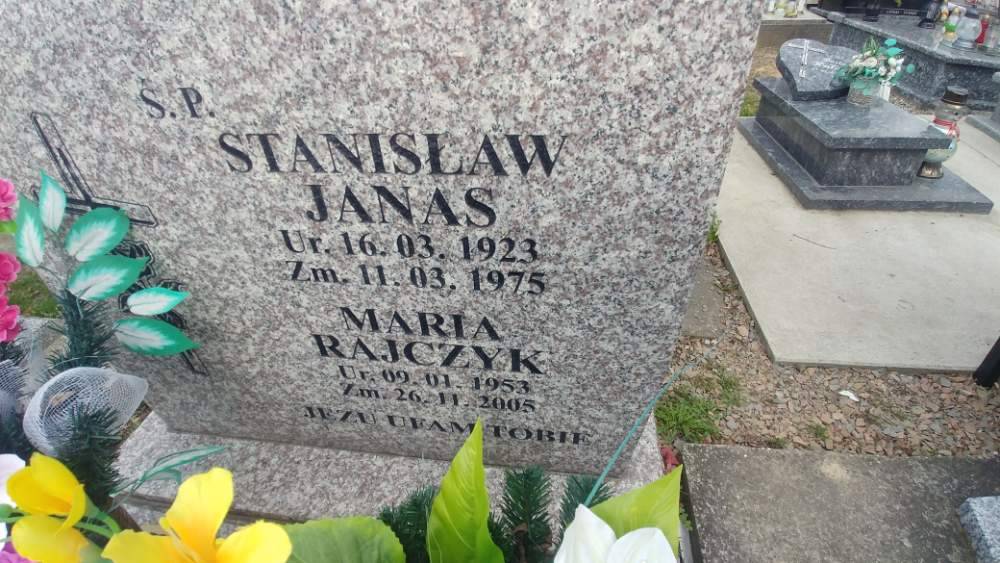 S.P.
STANISŁAW
JANAS
Ur. 16. 03. 1923
Zm. 11. 03. 1975
MARIA
RAJCZYK
Ur. 09. 01. 1953
Zm. 26. 11. 2005
JEZU UFAM TOBIE